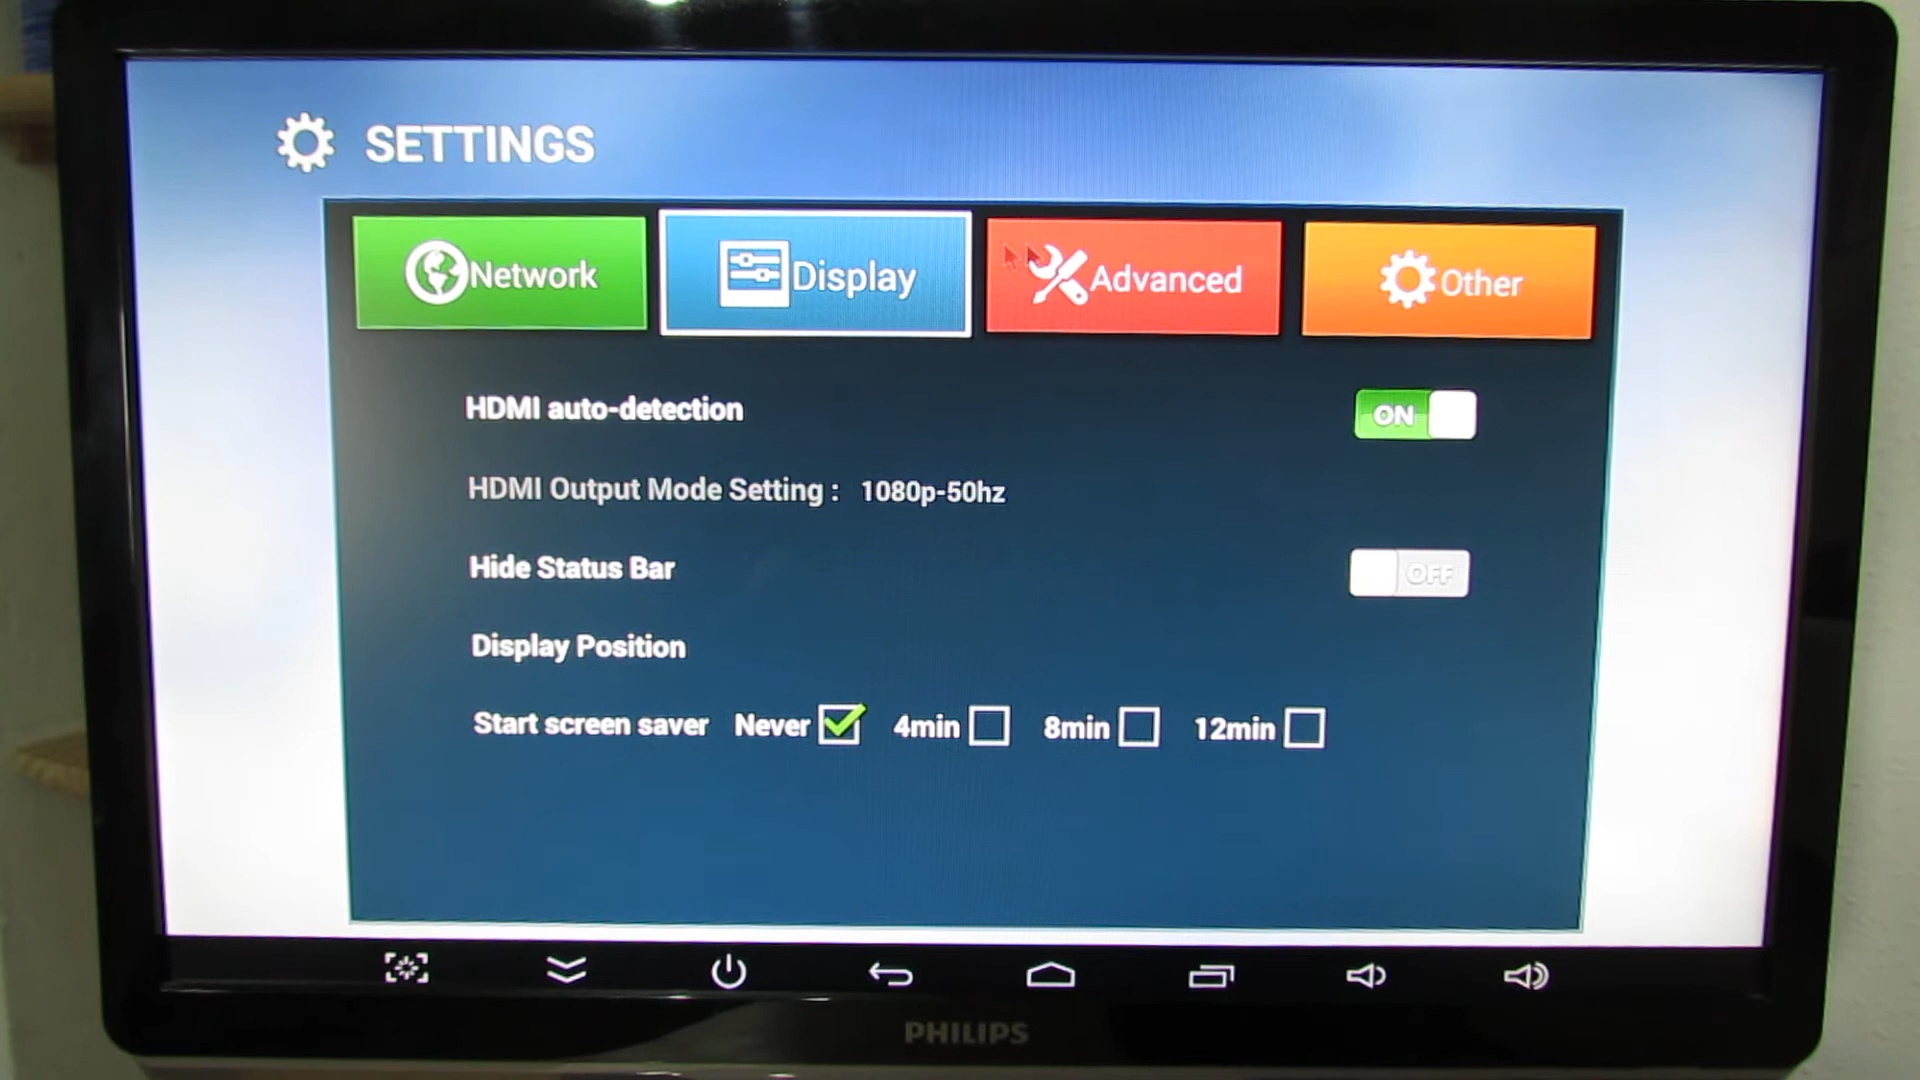 SETTINGS
Network Display Advanced Other
HDMI auto-detection ON
HDMI Output Mode Setting : 1080p-50hz
Hide Status Bar OFF
Display Position
Start screen saver Never 4min 8min 12min
PHILIPS